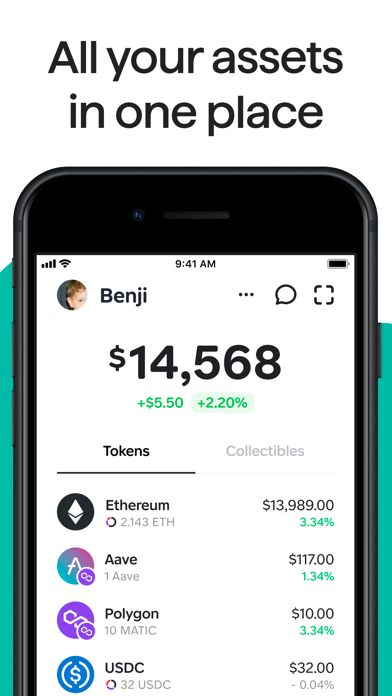 All your assets
in one place
9:41 AM
Benji
$14,568
+$5.50 +2.20%
Tokens Collectibles
Ethereum $13,989.00
2.143 ETH 3.34%
Aave $117.00
1 Aave 1.34%
Polygon $10.00
10 MATIC 3.34%
USDC $32.00
32 USDC - 0.04%